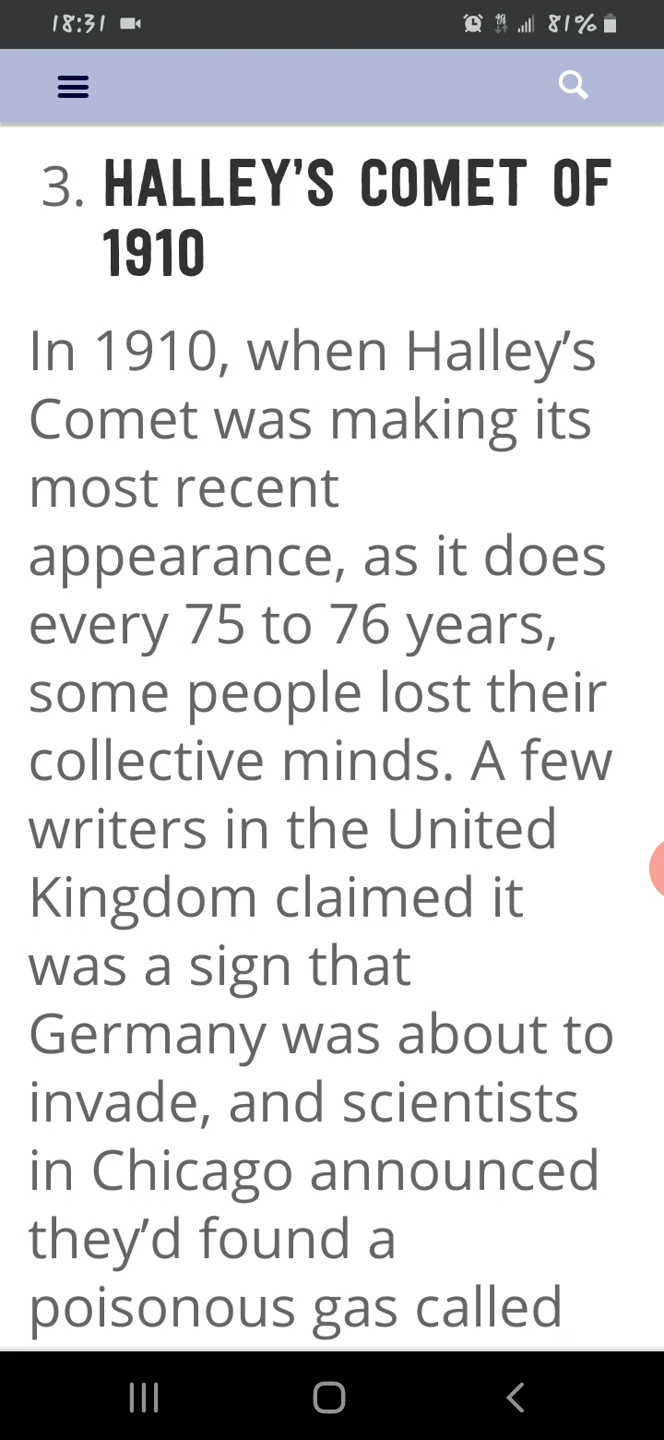 18:31 81%
3. HALLEY’S COMET OF
1910
In 1910, when Halley’s
Comet was making its
most recent
appearance, as it does
every 75 to 76 years,
some people lost their
collective minds. A few
writers in the United
Kingdom claimed it
was a sign that
Germany was about to
invade, and scientists
in Chicago announced
they’d found a
poisonous gas called